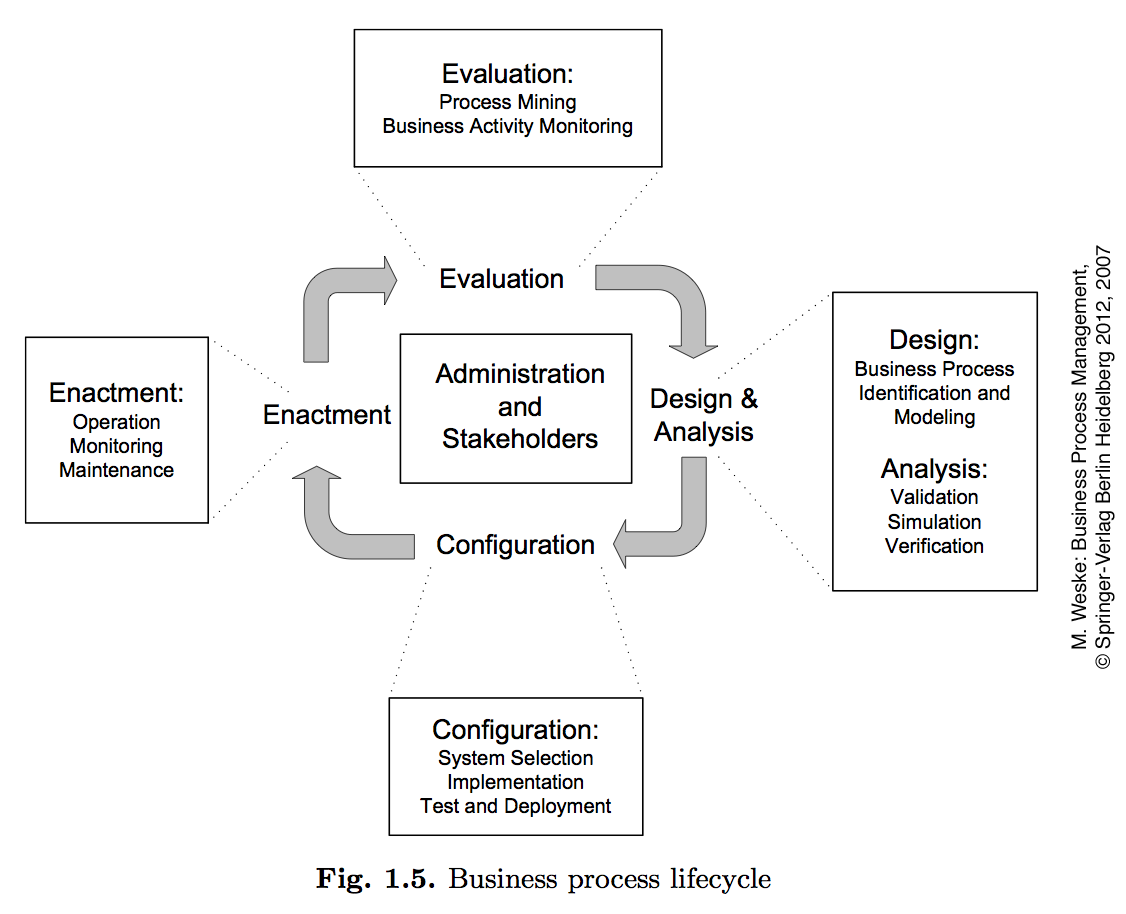 Evaluation:
Process Mining
Business Activity Monitoring
Evaluation
Administration
and
Stakeholders
Design &
Analysis
Design:
Business Process
Identification and
Modeling
Analysis:
Validation
Simulation
Verification
Enactment:
Operation
Monitoring
Maintenance
Enactment
Configuration
Configuration:
System Selection
Implementation
Test and Deployment
M. Weske: Business Process Management,
© Springer-Verlag Berlin Heidelberg 2012, 2007
Fig. 1.5. Business process lifecycle